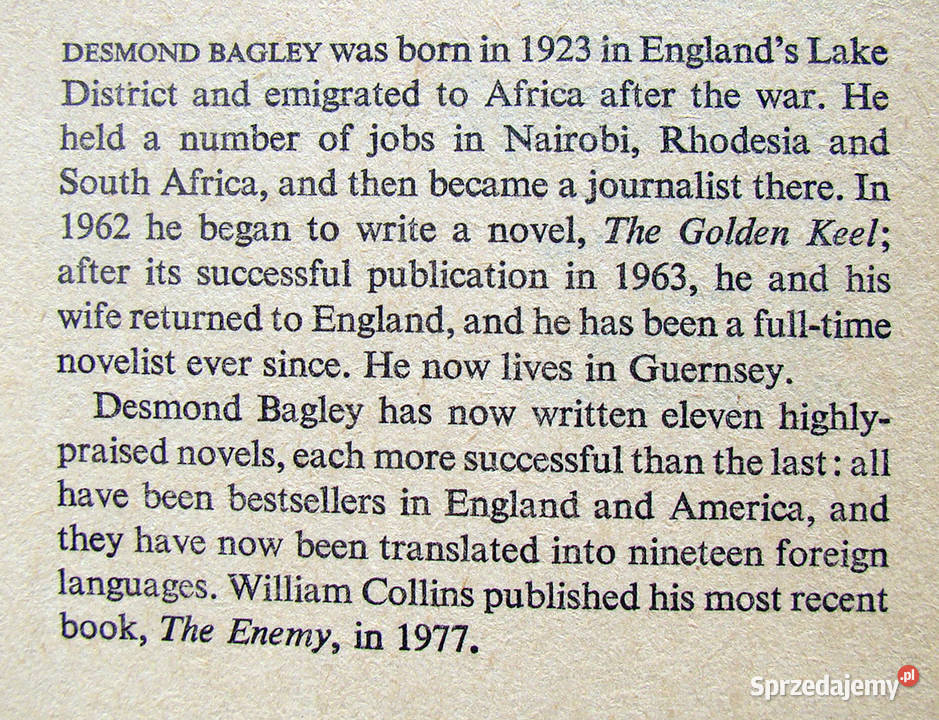 DESMOND BAGLEY was born in 1923 in England's Lake
District and emigrated to Africa after the war. He
held a number of jobs in Nairobi, Rhodesia and
South Africa, and then became a journalist there. In
1962 he began to write a novel, The Golden Keel;
after its successful publication in 1963, he and his
wife returned to England, and he has been a full-time
novelist ever since. He now lives in Guernsey.
Desmond Bagley has now written eleven highly-
praised novels, each more successful than the last: all
have been bestsellers in England and America, and
they have now been translated into nineteen foreign
languages. William Collins published his most recent
book, The Enemy, in 1977.
Sprzedajemy.pl